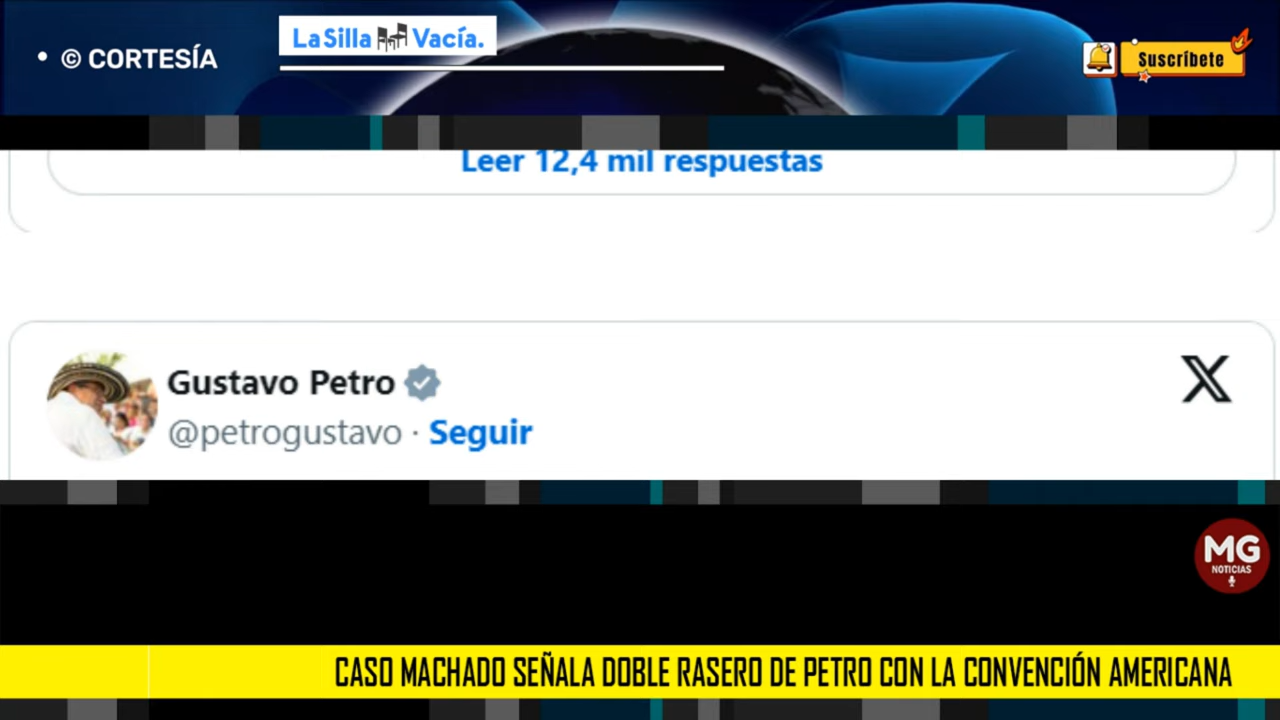 • © CORTESÍA
La Silla Vacía.
Suscríbete
Leer 12,4 mil respuestas
Gustavo Petro
@petrogustavo · Seguir
MG
NOTICIAS
CASO MACHADO SEÑALA DOBLE RASERO DE PETRO CON LA CONVENCIÓN AMERICANA